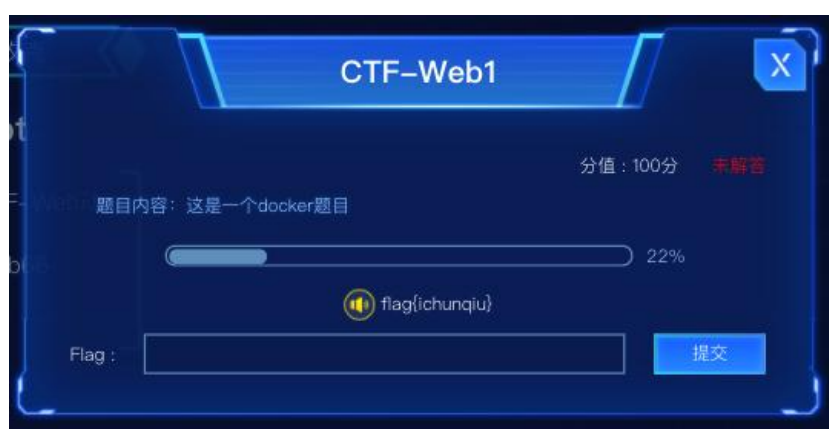 CTF-Web1
X
分值：100分 未解答
题目内容：这是一个docker题目
22%
flag{ichunqiu}
Flag：
提交